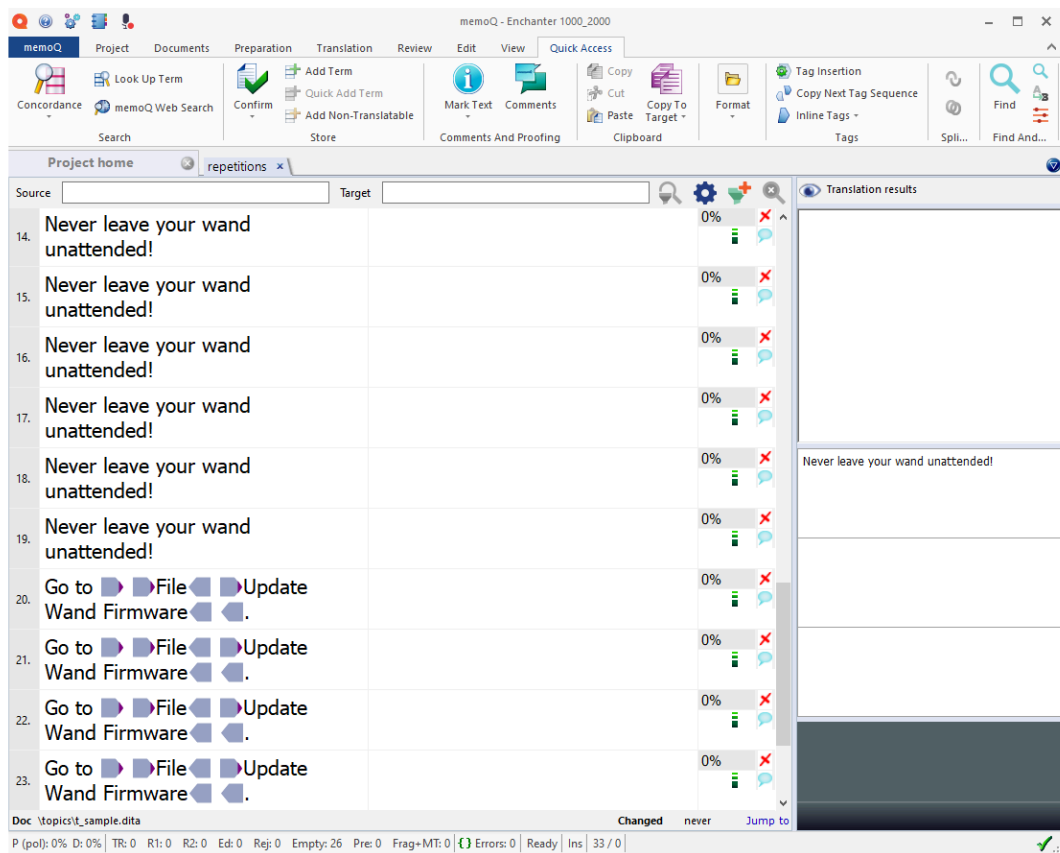 memoQ - Enchanter 1000_2000
memoQ Project Documents Preparation Translation Review Edit View Quick Access
Concordance
Look Up Term
memoQ Web Search
Search
Confirm
Add Term
Quick Add Term
Add Non-Translatable
Store
Mark Text
Comments
Comments And Proofing
Copy
Cut
Paste
Copy To
Target
Clipboard
Format
Tag Insertion
Copy Next Tag Sequence
Inline Tags
Tags
Spli...
Find
Find And...
Project home
repetitions
Source
Target
Translation results
14.
Never leave your wand
unattended!
0%
15.
Never leave your wand
unattended!
0%
16.
Never leave your wand
unattended!
0%
17.
Never leave your wand
unattended!
0%
18.
Never leave your wand
unattended!
0%
19.
Never leave your wand
unattended!
0%
20.
Go to File Update
Wand Firmware .
0%
21.
Go to File Update
Wand Firmware .
0%
22.
Go to File Update
Wand Firmware .
0%
23.
Go to File Update
Wand Firmware .
0%
Never leave your wand unattended!
Doc \topics\t_sample.dita Changed never Jump to
P (pol): 0% D: 0% TR: 0 R1: 0 R2: 0 Ed: 0 Rej: 0 Empty: 26 Pre: 0 Frag+MT: 0 {} Errors: 0 Ready Ins 33 / 0